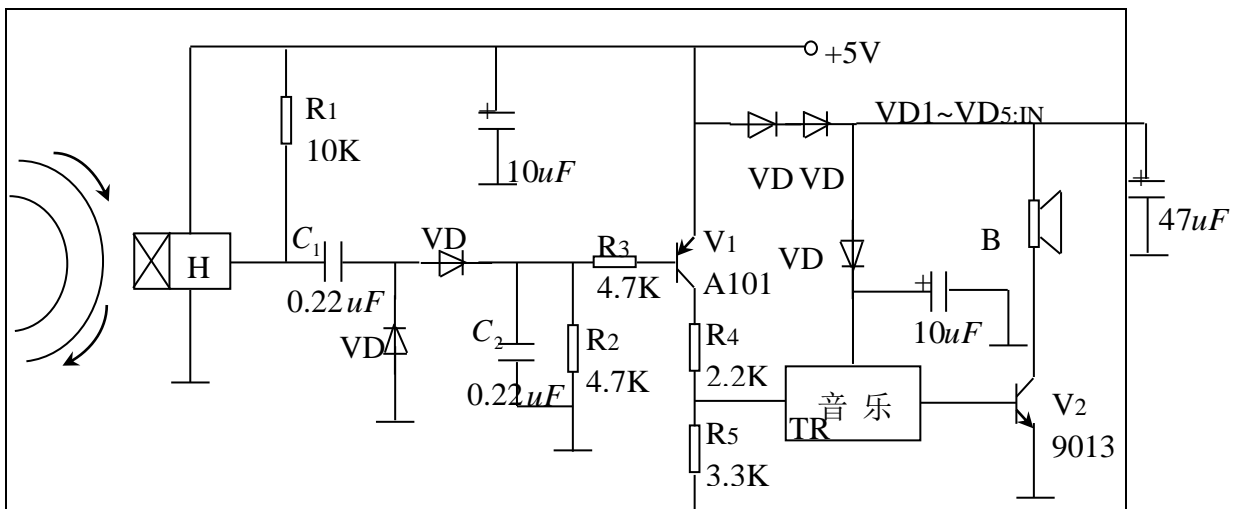 +5V
R1
10K
10uF
VD1~VD5:IN
VD VD
47uF
H
C1
0.22uF
VD
VD
R3
4.7K
V1
A101
VD
B
C2
0.22uF
R2
4.7K
R4
2.2K
10uF
音乐
TR
V2
9013
R5
3.3K